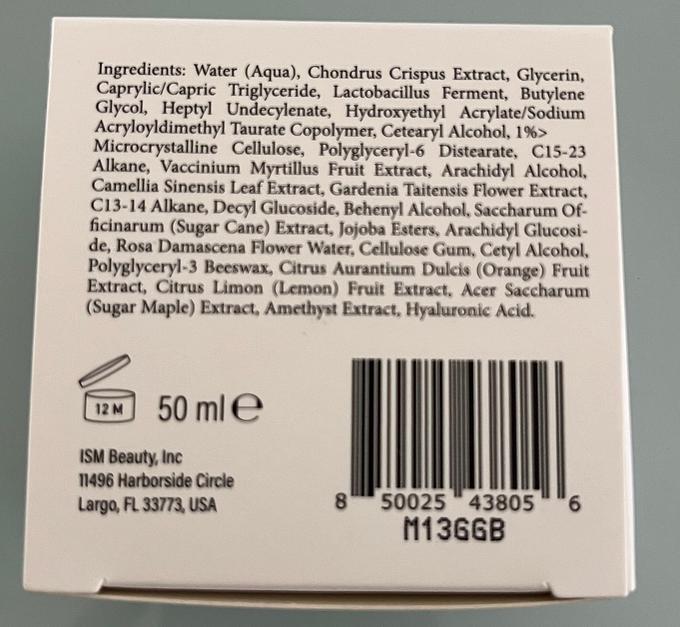 Ingredients: Water (Aqua), Chondrus Crispus Extract, Glycerin,
Caprylic/Capric Triglyceride, Lactobacillus Ferment, Butylene
Glycol, Heptyl Undecylenate, Hydroxyethyl Acrylate/Sodium
Acryloyldimethyl Taurate Copolymer, Cetearyl Alcohol, 1%>
Microcrystalline Cellulose, Polyglyceryl-6 Distearate, C15-23
Alkane, Vaccinium Myrtillus Fruit Extract, Arachidyl Alcohol,
Camellia Sinensis Leaf Extract, Gardenia Taitensis Flower Extract,
C13-14 Alkane, Decyl Glucoside, Behenyl Alcohol, Saccharum Of-
ficinarum (Sugar Cane) Extract, Jojoba Esters, Arachidyl Glucosi-
de, Rosa Damascena Flower Water, Cellulose Gum, Cetyl Alcohol,
Polyglyceryl-3 Beeswax, Citrus Aurantium Dulcis (Orange) Fruit
Extract, Citrus Limon (Lemon) Fruit Extract, Acer Saccharum
(Sugar Maple) Extract, Amethyst Extract, Hyaluronic Acid.
12 M
50 ml e
ISM Beauty, Inc
11496 Harborside Circle
Largo, FL 33773, USA
8 50025 43805 6
M13GGB